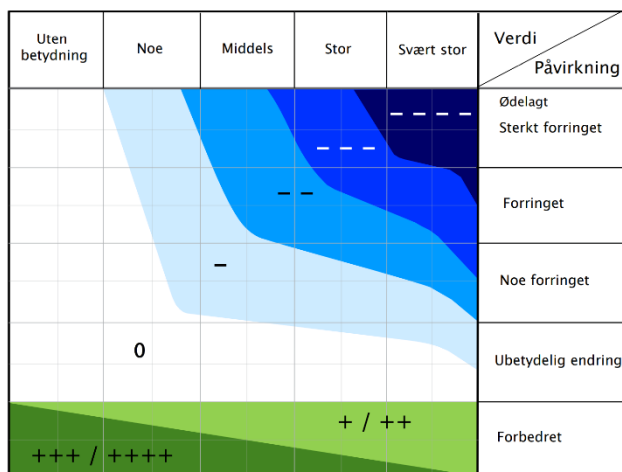 Uten
betydning
Noe
Middels
Stor
Svært stor
Verdi
Påvirkning
Ødelagt
Sterkt forringet
– – – –
– – –
– –
Forringet
–
Noe forringet
0
Ubetydelig endring
+ / ++
+++ / ++++
Forbedret